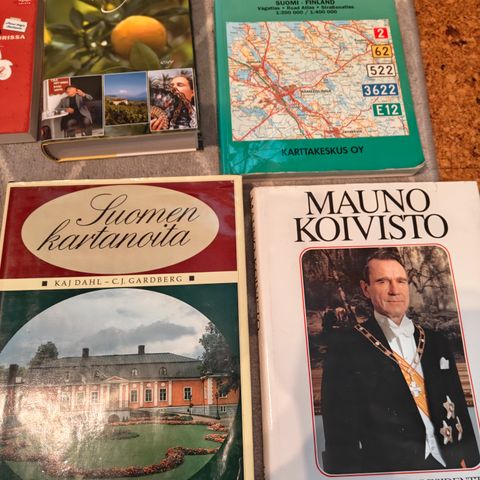 RISSA
SUOMI · FINLAND
Vägatlas · Road Atlas · Straßenatlas
1:200 000 / 1:400 000
2
62
522
3622
E12
KARTTAKESKUS OY
Suomen
kartanoita
KAJ DAHL – C.J. GARDBERG
MAUNO
KOIVISTO